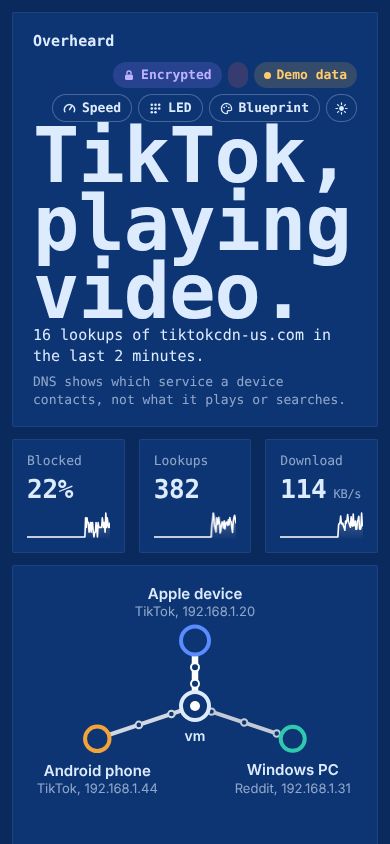 Overheard
Encrypted
Demo data
Speed
LED
Blueprint
TikTok,
playing
video.
16 lookups of tiktokcdn-us.com in
the last 2 minutes.
DNS shows which service a device
contacts, not what it plays or searches.
Blocked
22%
Lookups
382
Download
114 KB/s
Apple device
TikTok, 192.168.1.20
vm
Android phone
TikTok, 192.168.1.44
Windows PC
Reddit, 192.168.1.31